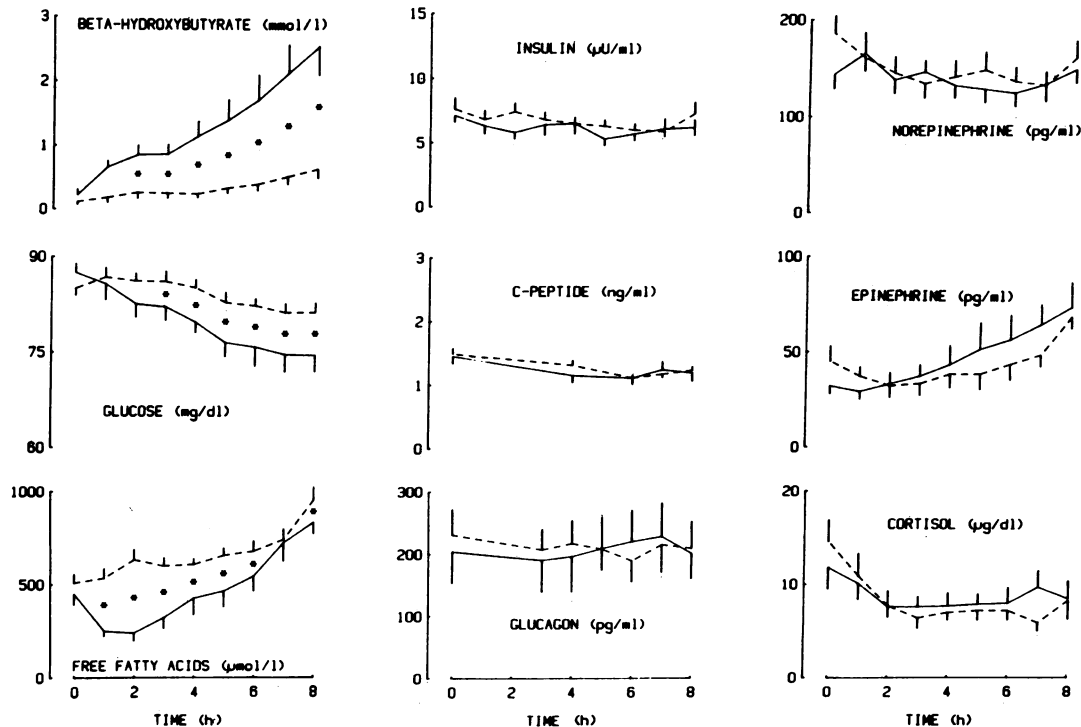 BETA-HYDROXYBUTYRATE (mmol/l)
3
2
1
0
INSULIN (µU/ml)
15
10
5
0
NOREPINEPHRINE (pg/ml)
200
100
0
GLUCOSE (mg/dl)
90
75
60
C-PEPTIDE (ng/ml)
3
2
1
0
EPINEPHRINE (pg/ml)
100
50
0
FREE FATTY ACIDS (µmol/l)
1000
500
0
0 2 4 6 8
TIME (hr)
GLUCAGON (pg/ml)
300
200
100
0
0 2 4 6 8
TIME (h)
CORTISOL (µg/dl)
20
10
0
0 2 4 6 8
TIME (h)